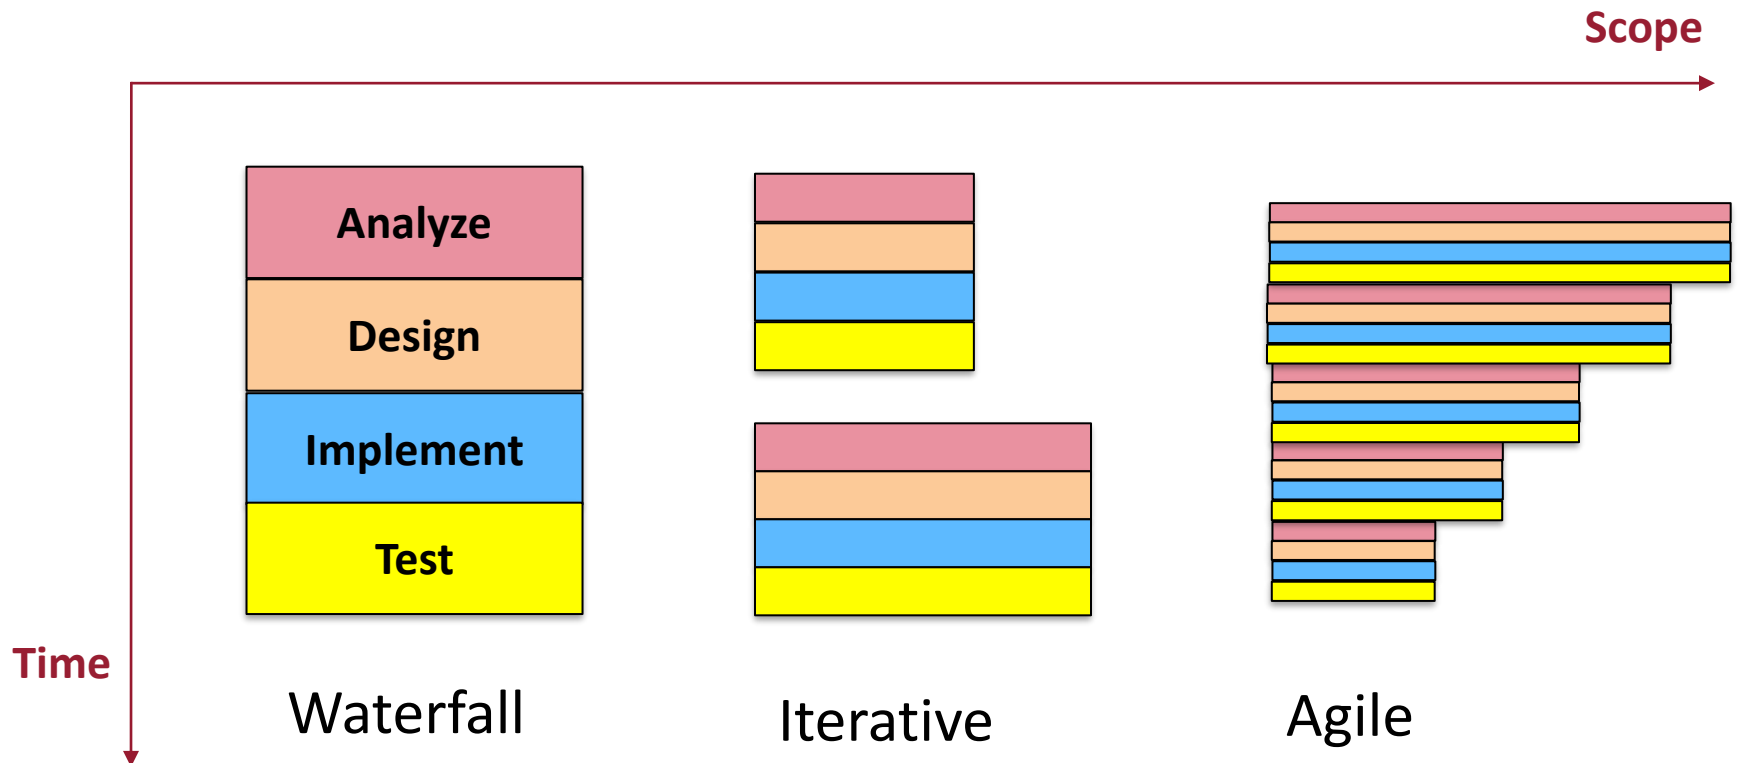 Scope
Analyze
Design
Implement
Test
Time
Waterfall
Iterative
Agile